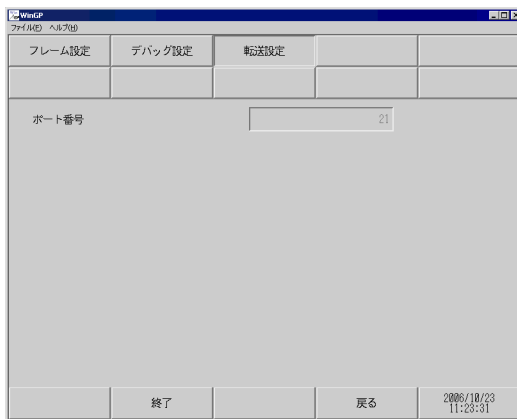 WinGP
ファイル(F) ヘルプ(H)
フレーム設定 デバッグ設定 転送設定
ポート番号 21
終了 戻る 2006/10/23
11:23:31